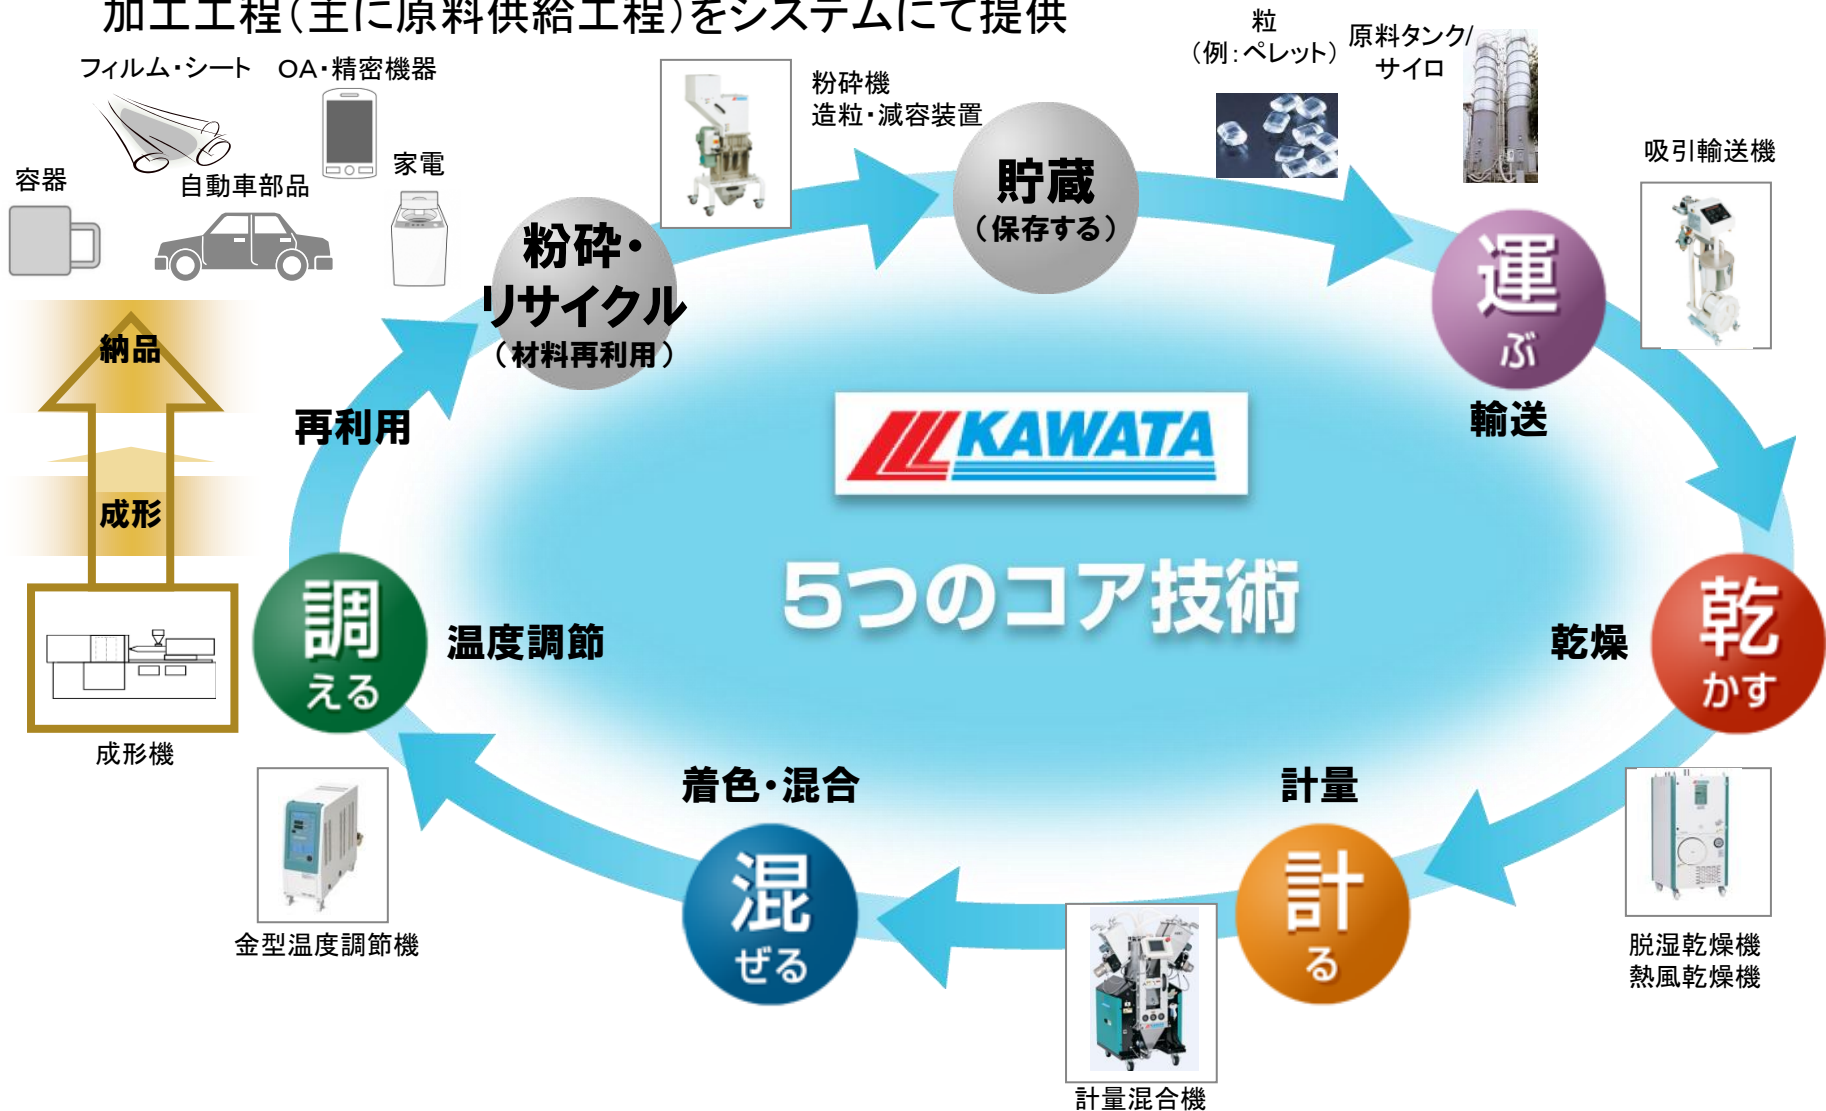 加工工程(主に原料供給工程)をシステムにて提供
フィルム・シート
OA・精密機器
容器
自動車部品
家電
粉砕機
造粒・減容装置
粒
(例:ペレット)
原料タンク/
サイロ
吸引輸送機
納品
成形
成形機
再利用
粉砕・
リサイクル
(材料再利用)
貯蔵
(保存する)
運
ぶ
輸送
KAWATA
5つのコア技術
乾燥
乾
かす
脱湿乾燥機
熱風乾燥機
計量
計
る
KAWATA
計量混合機
着色・混合
混
ぜる
温度調節
調
える
金型温度調節機